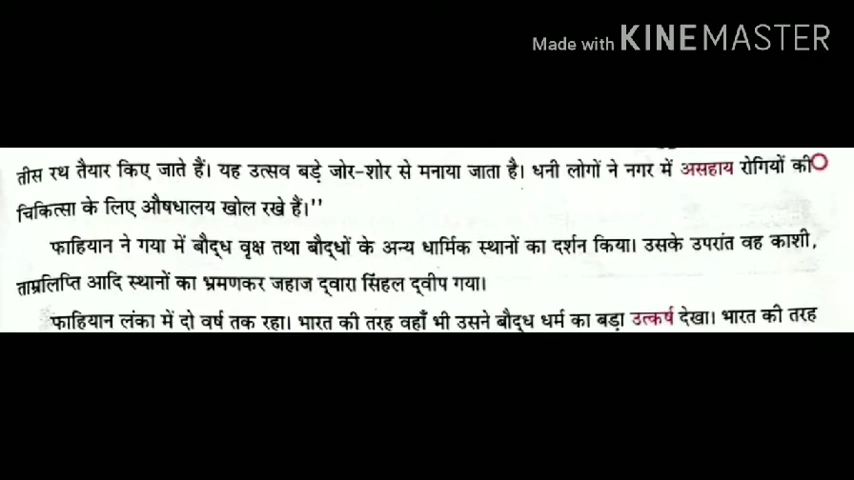 Made with KINEMASTER
तीस रथ तैयार किए जाते हैं। यह उत्सव बड़े जोर-शोर से मनाया जाता है। धनी लोगों ने नगर में असहाय रोगियों की
चिकित्सा के लिए औषधालय खोल रखे हैं।''
फाहियान ने गया में बौद्ध वृक्ष तथा बौद्धों के अन्य धार्मिक स्थानों का दर्शन किया। उसके उपरांत वह काशी,
ताम्रलिप्ति आदि स्थानों का भ्रमणकर जहाज द्वारा सिंहल द्वीप गया।
फाहियान लंका में दो वर्ष तक रहा। भारत की तरह वहाँ भी उसने बौद्ध धर्म का बड़ा उत्कर्ष देखा। भारत की तरह